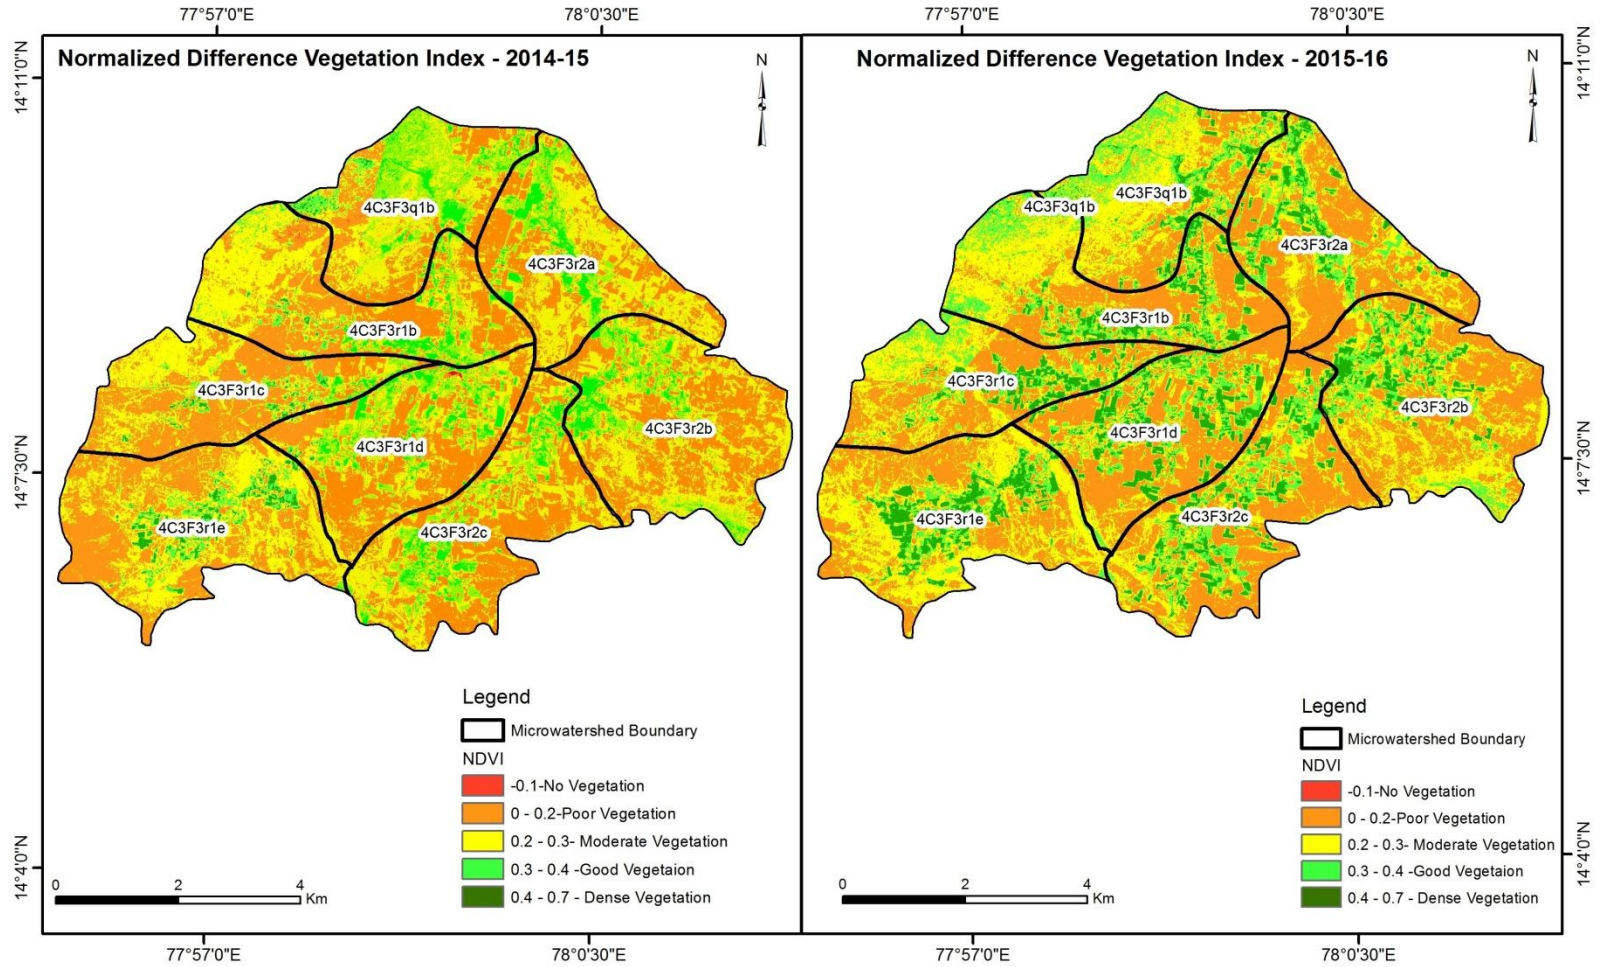 77°57'0"E
78°0'30"E
77°57'0"E
78°0'30"E
Normalized Difference Vegetation Index - 2014-15
N
14°11'0"N
14°7'30"N
14°4'0"N
4C3F3q1b
4C3F3r2a
4C3F3r1b
4C3F3r1c
4C3F3r1d
4C3F3r2b
4C3F3r1e
4C3F3r2c
Legend
Microwatershed Boundary
NDVI
-0.1-No Vegetation
0 - 0.2-Poor Vegetation
0.2 - 0.3- Moderate Vegetation
0.3 - 0.4 -Good Vegetaion
0.4 - 0.7 - Dense Vegetation
0 2 4
Km
Normalized Difference Vegetation Index - 2015-16
N
14°11'0"N
14°7'30"N
14°4'0"N
4C3F3q1b
4C3F3q1b
4C3F3r2a
4C3F3r1b
4C3F3r1c
4C3F3r2b
4C3F3r1d
4C3F3r1e
4C3F3r2c
Legend
Microwatershed Boundary
NDVI
-0.1-No Vegetation
0 - 0.2-Poor Vegetation
0.2 - 0.3- Moderate Vegetation
0.3 - 0.4 -Good Vegetaion
0.4 - 0.7 - Dense Vegetation
0 2 4
Km
77°57'0"E
78°0'30"E
77°57'0"E
78°0'30"E